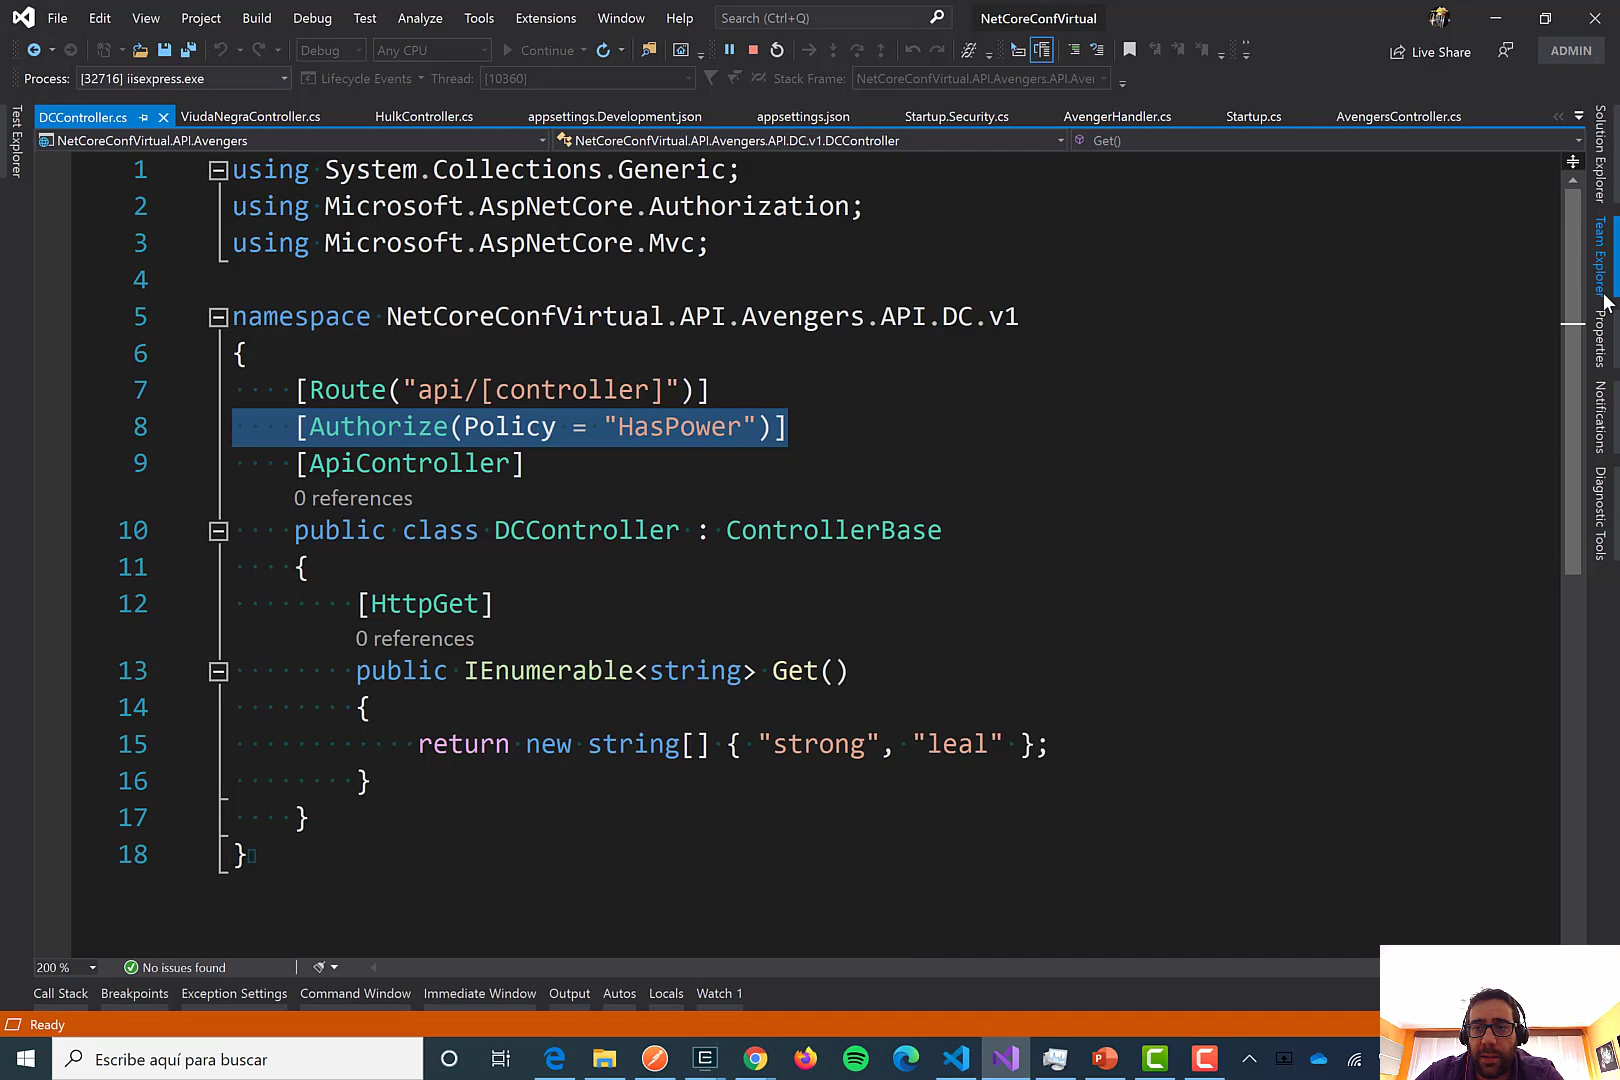 File Edit View Project Build Debug Test Analyze Tools Extensions Window Help Search (Ctrl+Q) NetCoreConfVirtual
Debug Any CPU Continue Live Share ADMIN
Process: [32716] iisexpress.exe Lifecycle Events Thread: [10360] Stack Frame: NetCoreConfVirtual.API.Avengers.API.Aver
DCController.cs ViudaNegraController.cs HulkController.cs appsettings.Development.json appsettings.json Startup.Security.cs AvengerHandler.cs Startup.cs AvengersController.cs
NetCoreConfVirtual.API.Avengers NetCoreConfVirtual.API.Avengers.API.DC.v1.DCController Get()
Test Explorer
1 using System.Collections.Generic;
2 using Microsoft.AspNetCore.Authorization;
3 using Microsoft.AspNetCore.Mvc;
4
5 namespace NetCoreConfVirtual.API.Avengers.API.DC.v1
6 {
7 [Route("api/[controller]")]
8 [Authorize(Policy = "HasPower")]
9 [ApiController]
0 references
10 public class DCController : ControllerBase
11 {
12 [HttpGet]
0 references
13 public IEnumerable<string> Get()
14 {
15 return new string[] { "strong", "leal" };
16 }
17 }
18 }
Solution Explorer
Team Explorer
Properties
Notifications
Diagnostic Tools
200 % No issues found
Call Stack Breakpoints Exception Settings Command Window Immediate Window Output Autos Locals Watch 1
Ready
Escribe aquí para buscar